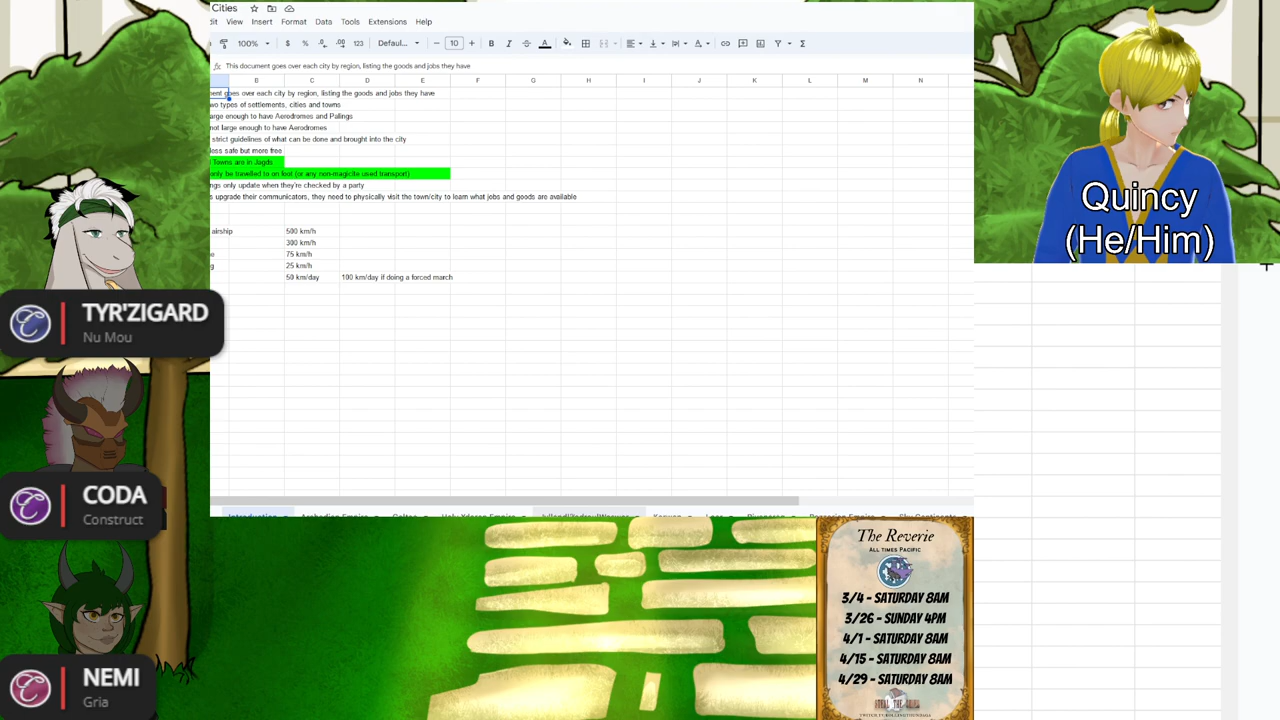 Cities
dit View Insert Format Data Tools Extensions Help
100% $ % .0 .00 123 Defaul... − 10 + B I A Σ
fx This document goes over each city by region, listing the goods and jobs they have
B C D E F G H I J K L M N
ent goes over each city by region, listing the goods and jobs they have
wo types of settlements, cities and towns
arge enough to have Aerodromes and Palings
not large enough to have Aerodromes
strict guidelines of what can be done and brought into the city
less safe but more free
Towns are in Jagds
only be travelled to on foot (or any non-magicite used transport)
ngs only update when they're checked by a party
s upgrade their communicators, they need to physically visit the town/city to learn what jobs and goods are available
airship 500 km/h
300 km/h
75 km/h
25 km/h
50 km/day 100 km/day if doing a forced march
Introduction
Quincy
(He/Him)
TYR'ZIGARD
Nu Mou
CODA
Construct
NEMI
Gria
The Reverie
ALL TIMES PACIFIC
3/4 - SATURDAY 8AM
3/26 - SUNDAY 4PM
4/1 - SATURDAY 8AM
4/15 - SATURDAY 8AM
4/29 - SATURDAY 8AM